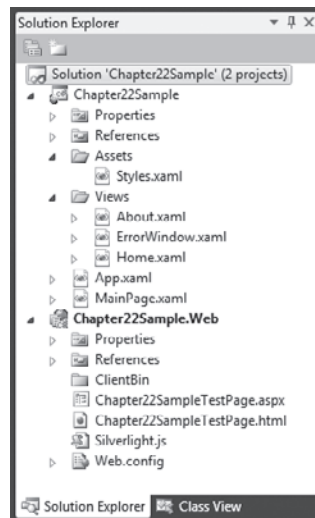 Solution Explorer
Solution 'Chapter22Sample' (2 projects)
Chapter22Sample
Properties
References
Assets
Styles.xaml
Views
About.xaml
ErrorWindow.xaml
Home.xaml
App.xaml
MainPage.xaml
Chapter22Sample.Web
Properties
References
ClientBin
Chapter22SampleTestPage.aspx
Chapter22SampleTestPage.html
Silverlight.js
Web.config
Solution Explorer Class View